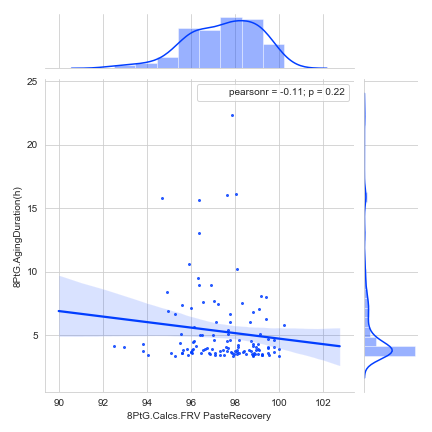 pearsonr = -0.11; p = 0.22
25
20
15
10
5
8PtG.AgingDuration(h)
90 92 94 96 98 100 102
8PtG.Calcs.FRV PasteRecovery